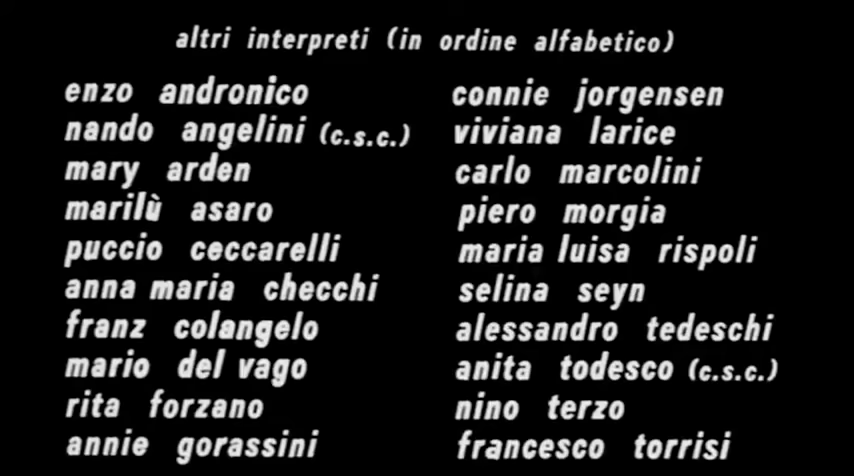 altri interpreti (in ordine alfabetico)
enzo andronico
nando angelini (c.s.c.)
mary arden
marilù asaro
puccio ceccarelli
anna maria checchi
franz colangelo
mario del vago
rita forzano
annie gorassini
connie jorgensen
viviana larice
carlo marcolini
piero morgia
maria luisa rispoli
selina seyn
alessandro tedeschi
anita todesco (c.s.c.)
nino terzo
francesco torrisi